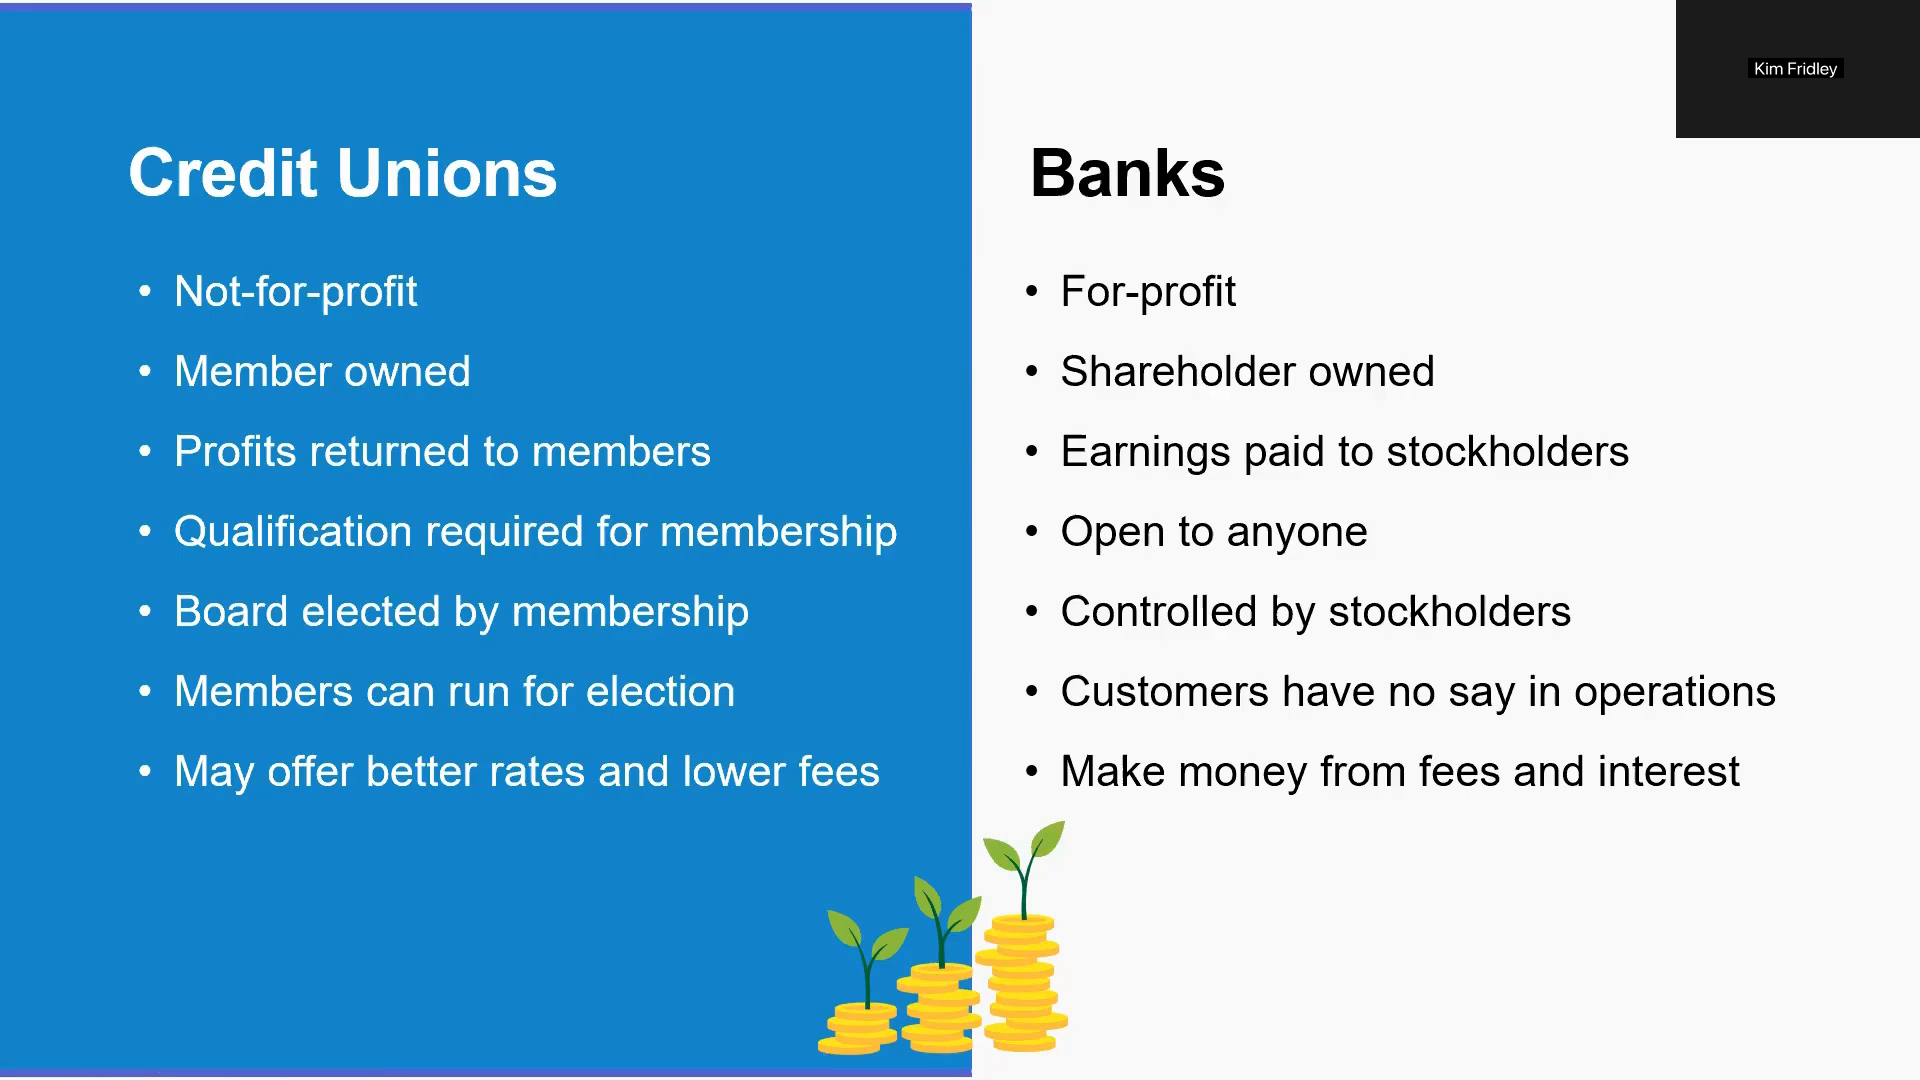 Kim Fridley
Credit Unions
• Not-for-profit
• Member owned
• Profits returned to members
• Qualification required for membership
• Board elected by membership
• Members can run for election
• May offer better rates and lower fees
Banks
• For-profit
• Shareholder owned
• Earnings paid to stockholders
• Open to anyone
• Controlled by stockholders
• Customers have no say in operations
• Make money from fees and interest